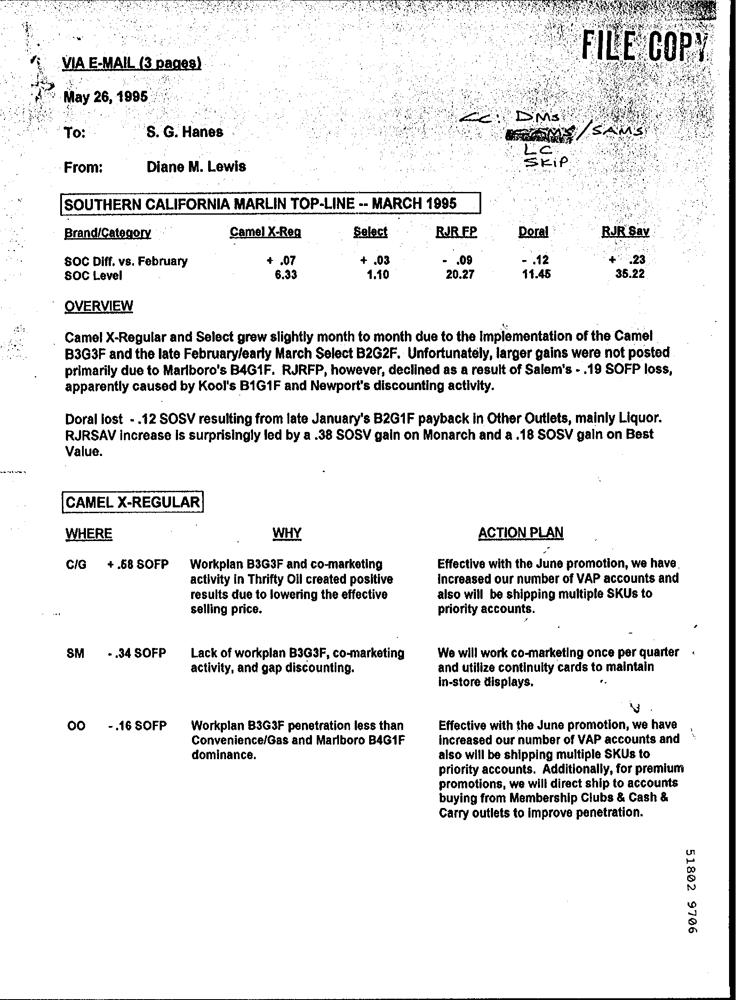 FILE COPY
VIA E-MAIL (3 pages)
May 26, 1995
cc: DMs
/SAMS
LC
SKIP
To: S. G. Hanes
From: Diane M. Lewis
SOUTHERN CALIFORNIA MARLIN TOP-LINE -- MARCH 1995
Brand/Category Camel X-Reg Select RJR FP Doral RJR Sav
SOC Diff. vs. February + .07 + .03 - .09 - .12 + .23
SOC Level 6.33 1.10 20.27 11.45 35.22
OVERVIEW
Camel X-Regular and Select grew slightly month to month due to the implementation of the Camel
B3G3F and the late February/early March Select B2G2F. Unfortunately, larger gains were not posted
primarily due to Marlboro's B4G1F. RJRFP, however, declined as a result of Salem's - .19 SOFP loss,
apparently caused by Kool's B1G1F and Newport's discounting activity.
Doral lost - .12 SOSV resulting from late January's B2G1F payback in Other Outlets, mainly Liquor.
RJRSAV increase is surprisingly led by a .38 SOSV gain on Monarch and a .18 SOSV gain on Best
Value.
CAMEL X-REGULAR
WHERE WHY ACTION PLAN
C/G + .58 SOFP Workplan B3G3F and co-marketing Effective with the June promotion, we have
activity in Thrifty Oil created positive increased our number of VAP accounts and
results due to lowering the effective also will be shipping multiple SKUs to
selling price. priority accounts.
SM - .34 SOFP Lack of workplan B3G3F, co-marketing We will work co-marketing once per quarter
activity, and gap discounting. and utilize continuity cards to maintain
in-store displays.
OO - .16 SOFP Workplan B3G3F penetration less than Effective with the June promotion, we have
Convenience/Gas and Marlboro B4G1F increased our number of VAP accounts and
dominance. also will be shipping multiple SKUs to
priority accounts. Additionally, for premium
promotions, we will direct ship to accounts
buying from Membership Clubs & Cash &
Carry outlets to improve penetration.
51802 9706